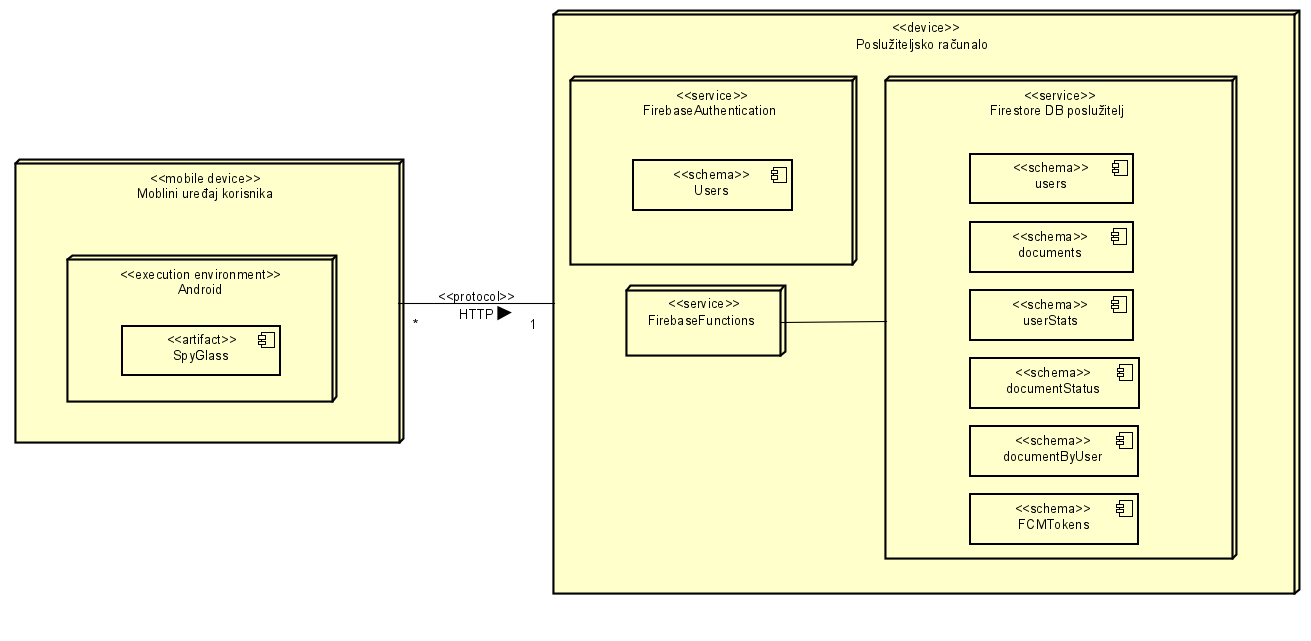 <<device>>
Poslužiteljsko računalo
<<service>>
FirebaseAuthentication
<<schema>>
Users
<<service>>
FirebaseFunctions
<<service>>
Firestore DB poslužitelj
<<schema>>
users
<<schema>>
documents
<<schema>>
userStats
<<schema>>
documentStatus
<<schema>>
documentByUser
<<schema>>
FCMTokens
<<mobile device>>
Moblini uređaj korisnika
<<execution environment>>
Android
<<artifact>>
SpyGlass
<<protocol>>
HTTP
*
1